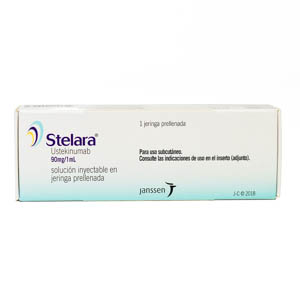 Stelara®
Ustekinumab
90mg/1mL
solución inyectable en
jeringa prellenada
1 jeringa prellenada
Para uso subcutáneo.
Consulte las indicaciones de uso en el inserto (adjunto).
janssen
J-C © 2018